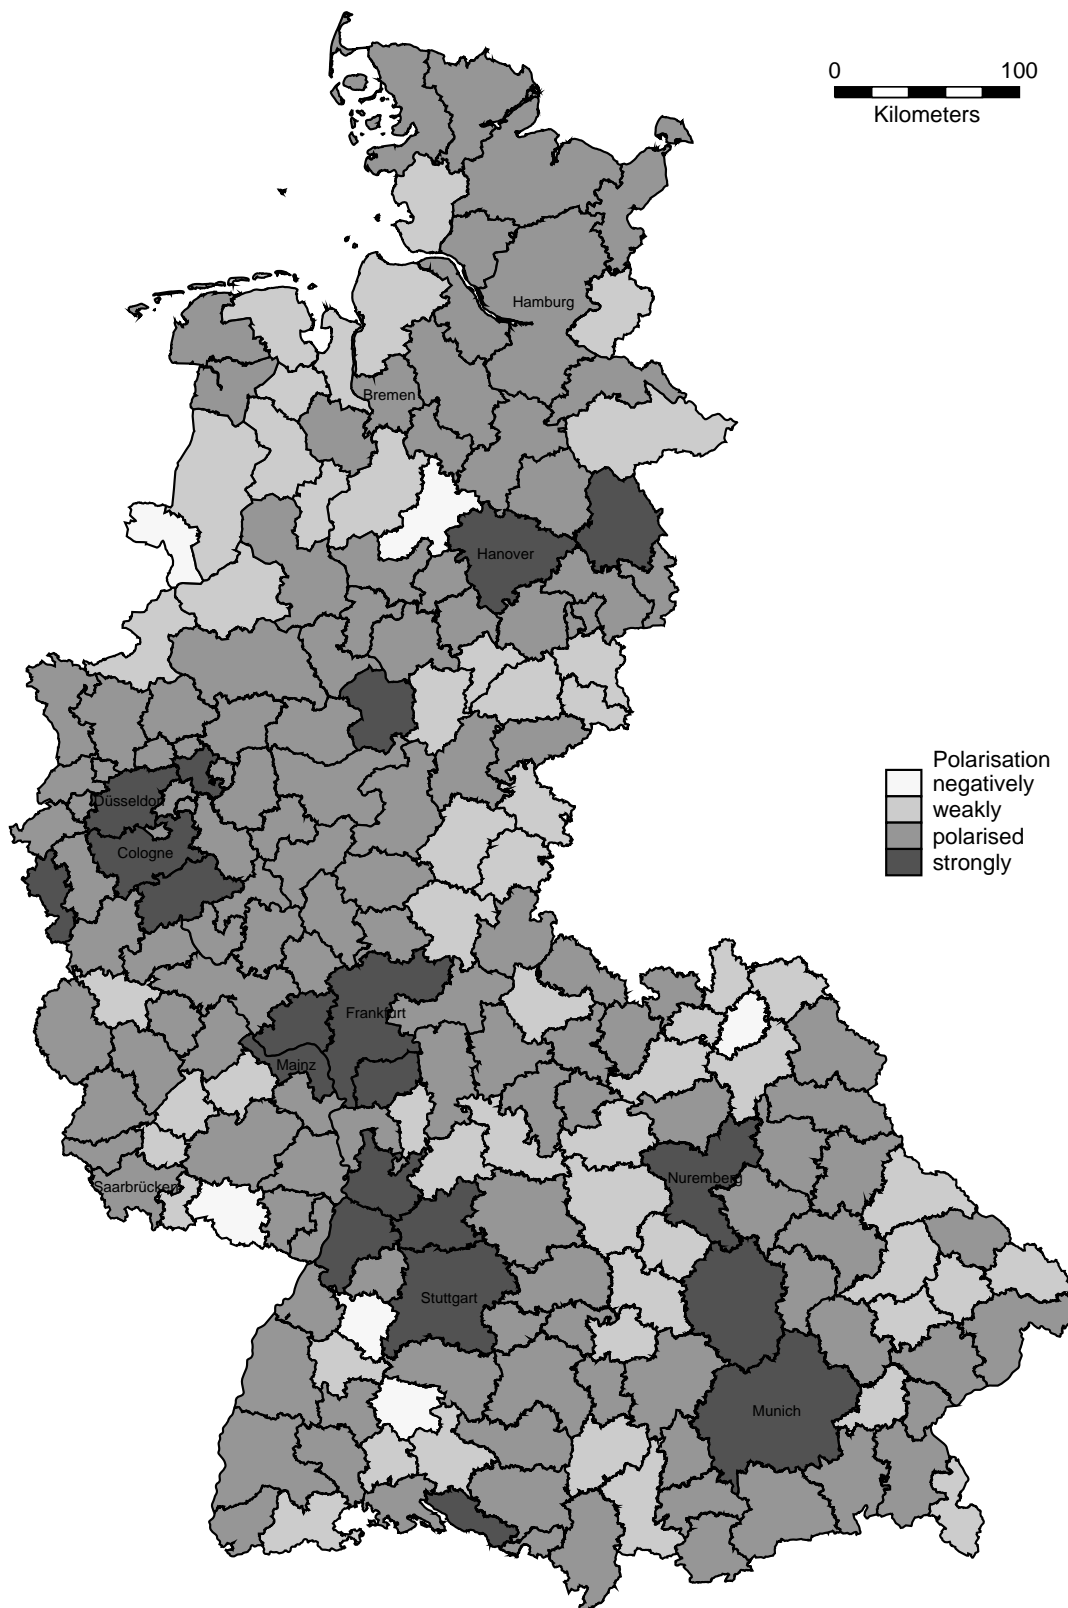 0 100
Kilometers
Hamburg
Bremen
Hanover
Polarisation
negatively
weakly
polarised
strongly
Düsseldorf
Cologne
Frankfurt
Mainz
Nuremberg
Saarbrücken
Stuttgart
Munich